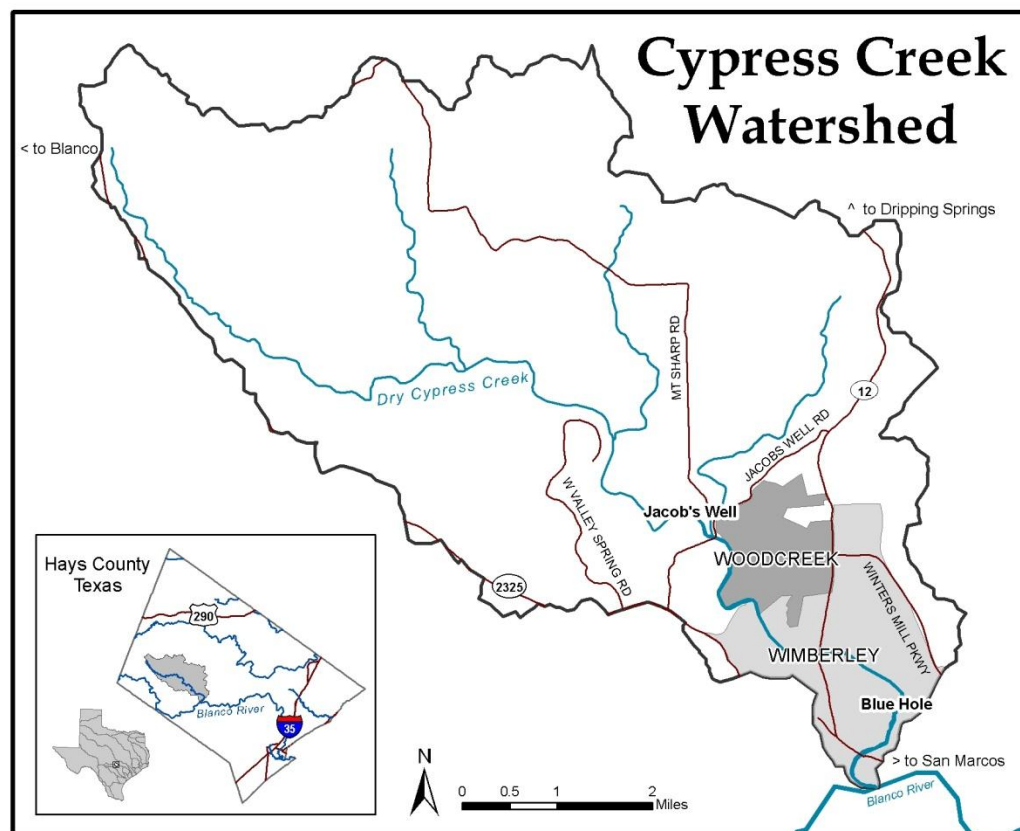 Cypress Creek
Watershed
< to Blanco
^ to Dripping Springs
MT SHARP RD
12
Dry Cypress Creek
JACOBS WELL RD
W VALLEY SPRING RD
Jacob's Well
WOODCREEK
2325
WINTERS MILL PKWY
WIMBERLEY
Blue Hole
> to San Marcos
Blanco River
Hays County
Texas
290
Blanco River
35
N
0 0.5 1 2
Miles